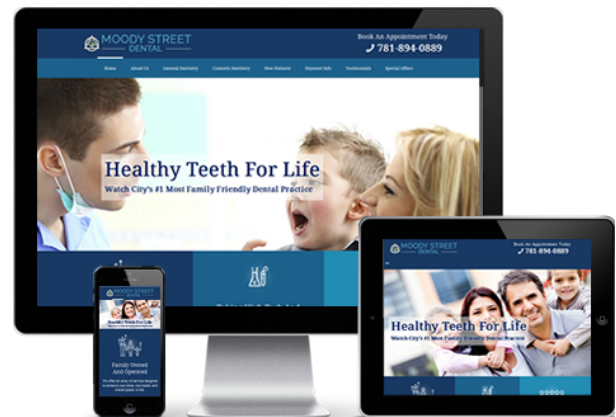 MOODY STREET
DENTAL
Book An Appointment Today
781-894-0889
Home About Us General Dentistry Cosmetic Dentistry New Patients Payment Info Testimonials Special Offers
Healthy Teeth For Life
Watch City's #1 Most Family Friendly Dental Practice
MOODY STREET
DENTAL
Healthy Teeth For Life
Family Owned
And Operated
MOODY STREET
DENTAL
Book An Appointment Today
781-894-0889
Healthy Teeth For Life
Watch City's #1 Most Family Friendly Dental Practice